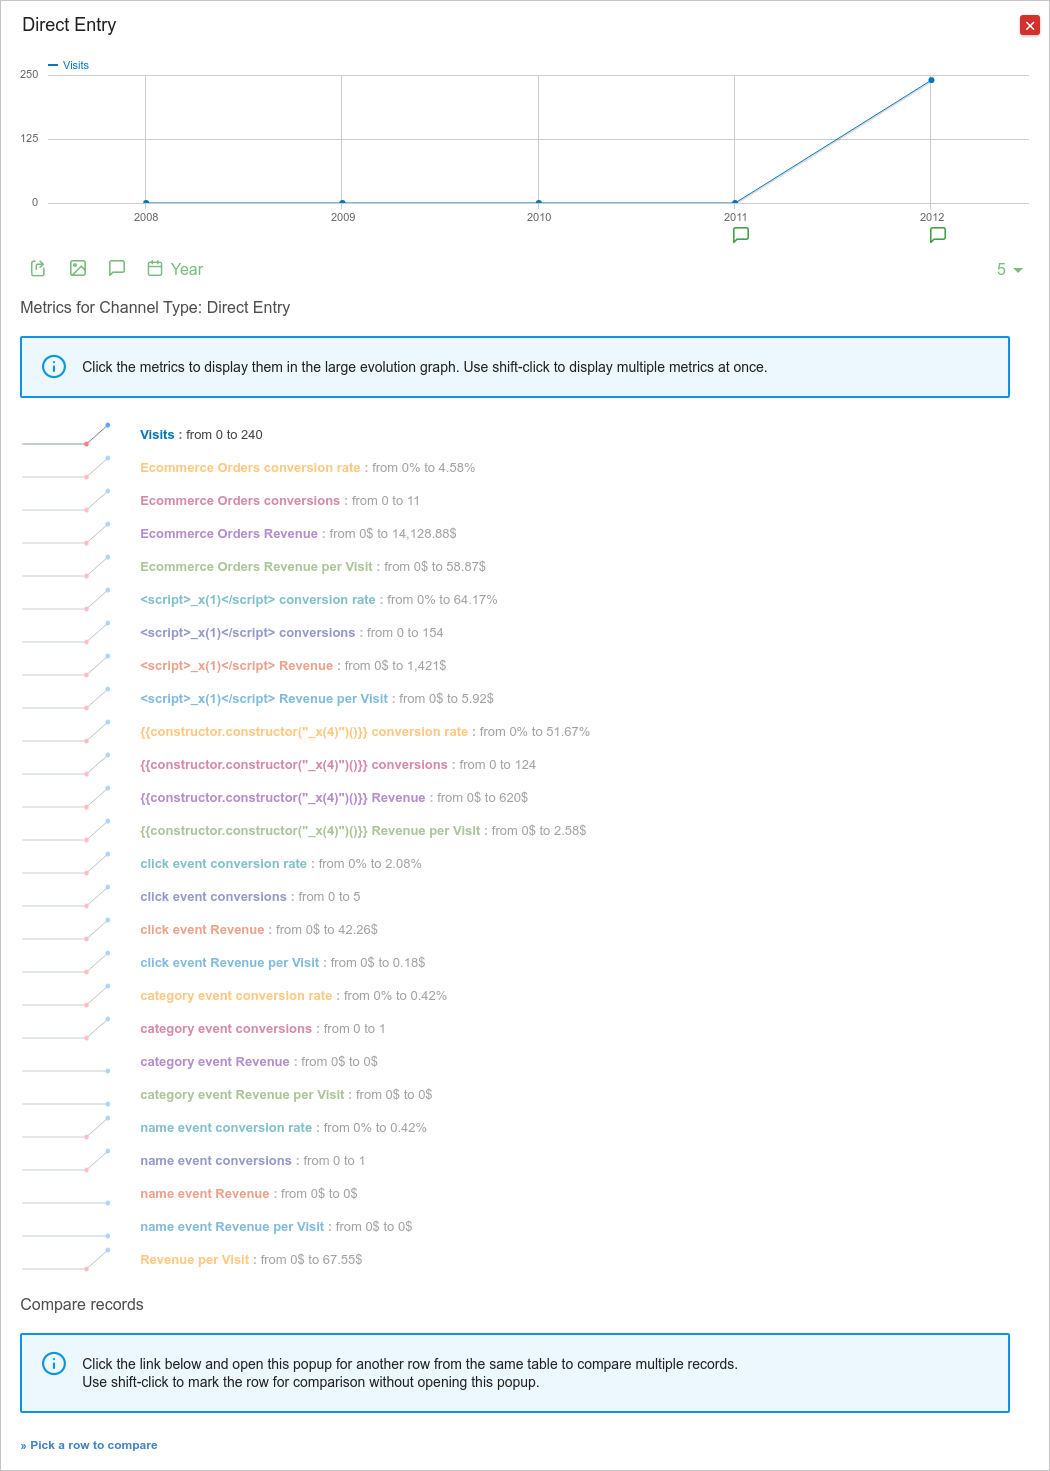 Direct Entry
Visits
250
125
0
2008 2009 2010 2011 2012
Year
5
Metrics for Channel Type: Direct Entry
Click the metrics to display them in the large evolution graph. Use shift-click to display multiple metrics at once.
Visits : from 0 to 240
Ecommerce Orders conversion rate : from 0% to 4.58%
Ecommerce Orders conversions : from 0 to 11
Ecommerce Orders Revenue : from 0$ to 14,128.88$
Ecommerce Orders Revenue per Visit : from 0$ to 58.87$
<script>_x(1)</script> conversion rate : from 0% to 64.17%
<script>_x(1)</script> conversions : from 0 to 154
<script>_x(1)</script> Revenue : from 0$ to 1,421$
<script>_x(1)</script> Revenue per Visit : from 0$ to 5.92$
{{constructor.constructor("_x(4)")()}} conversion rate : from 0% to 51.67%
{{constructor.constructor("_x(4)")()}} conversions : from 0 to 124
{{constructor.constructor("_x(4)")()}} Revenue : from 0$ to 620$
{{constructor.constructor("_x(4)")()}} Revenue per Visit : from 0$ to 2.58$
click event conversion rate : from 0% to 2.08%
click event conversions : from 0 to 5
click event Revenue : from 0$ to 42.26$
click event Revenue per Visit : from 0$ to 0.18$
category event conversion rate : from 0% to 0.42%
category event conversions : from 0 to 1
category event Revenue : from 0$ to 0$
category event Revenue per Visit : from 0$ to 0$
name event conversion rate : from 0% to 0.42%
name event conversions : from 0 to 1
name event Revenue : from 0$ to 0$
name event Revenue per Visit : from 0$ to 0$
Revenue per Visit : from 0$ to 67.55$
Compare records
Click the link below and open this popup for another row from the same table to compare multiple records.
Use shift-click to mark the row for comparison without opening this popup.
» Pick a row to compare